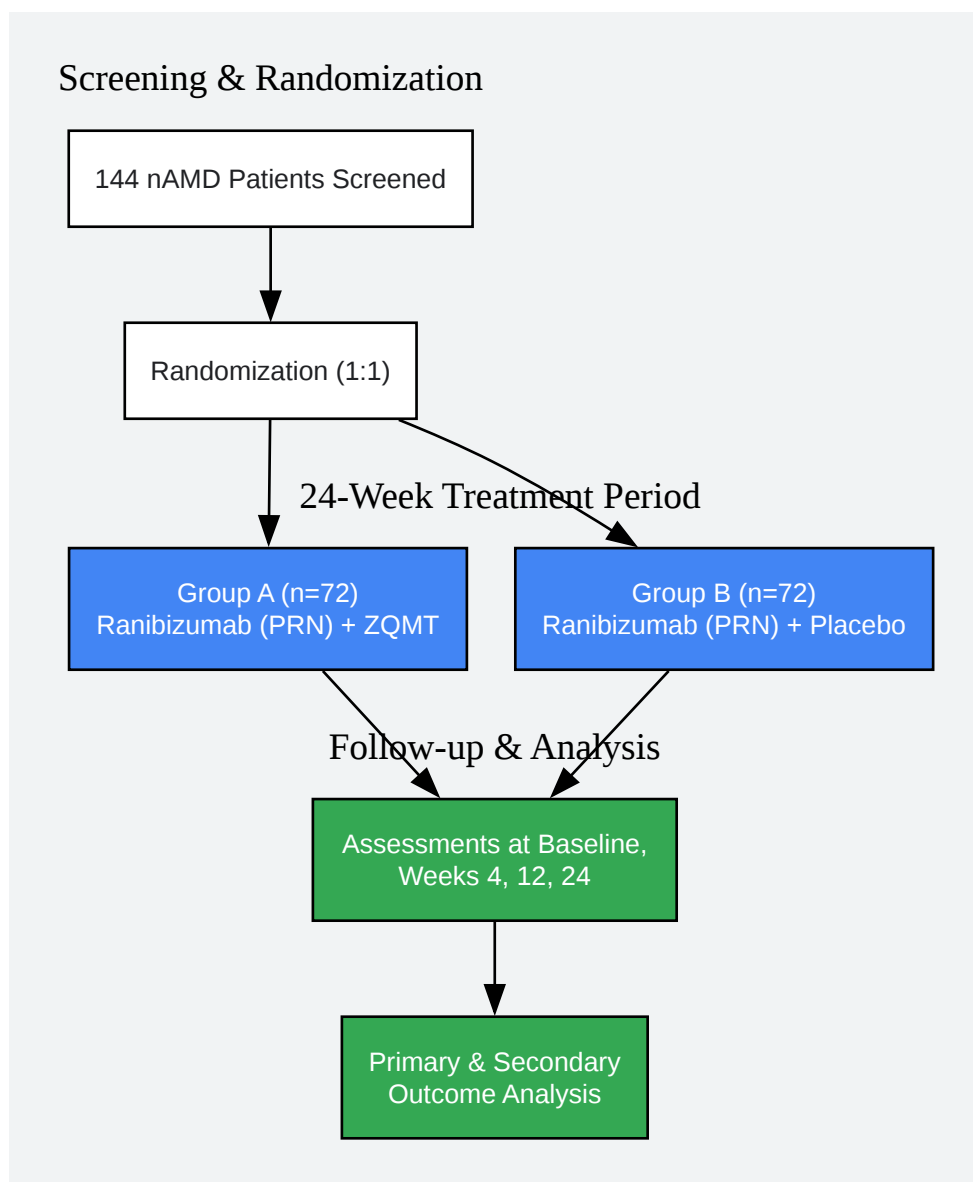 Screening & Randomization
144 nAMD Patients Screened
Randomization (1:1)
24-Week Treatment Period
Group A (n=72)
Ranibizumab (PRN) + ZQMT
Group B (n=72)
Ranibizumab (PRN) + Placebo
Follow-up & Analysis
Assessments at Baseline,
Weeks 4, 12, 24
Primary & Secondary
Outcome Analysis